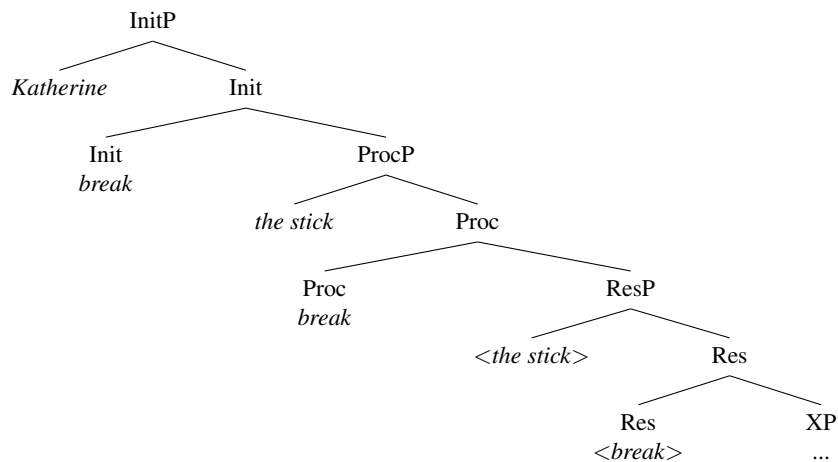 InitP
Katherine Init
Init ProcP
break
the stick Proc
Proc ResP
break
<the stick> Res
Res XP
<break> ...